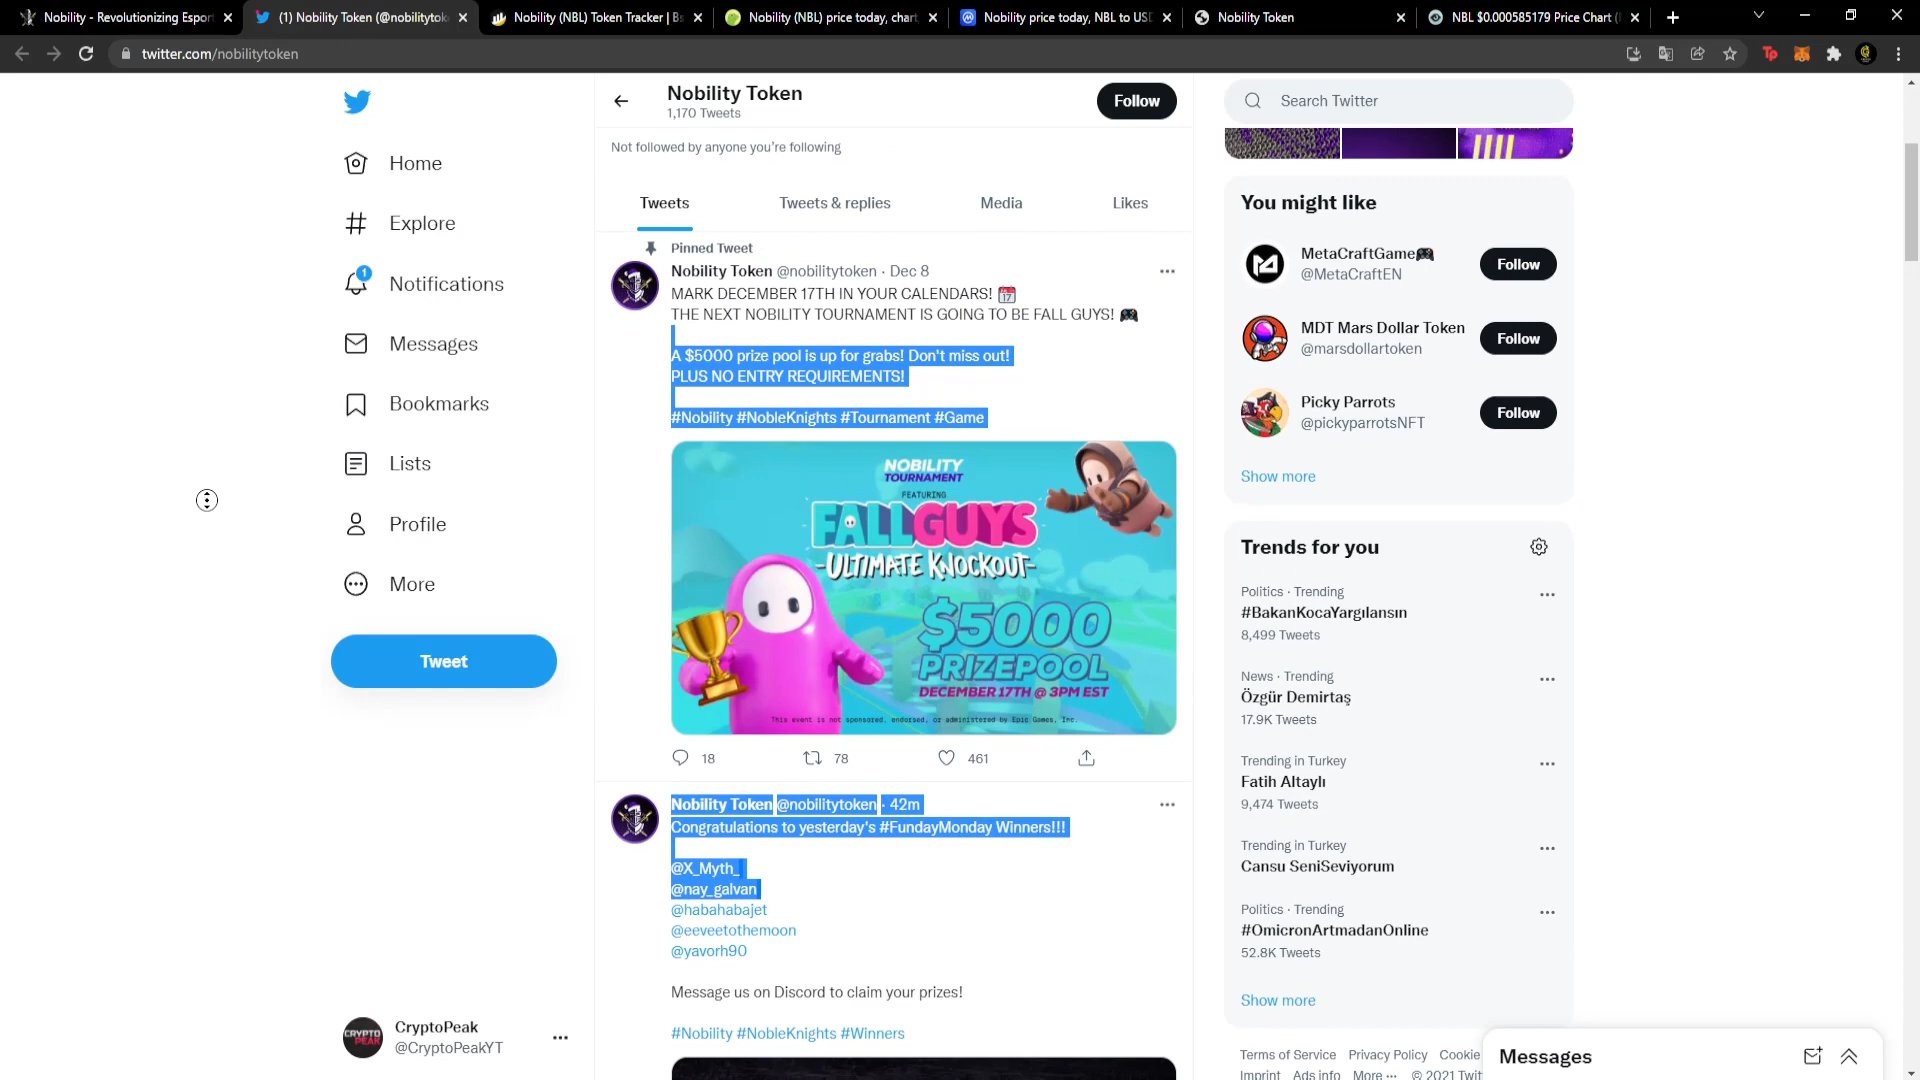 Nobility - Revolutionizing Esport
(1) Nobility Token (@nobilitytok
Nobility (NBL) Token Tracker | Bs
Nobility (NBL) price today, chart
Nobility price today, NBL to USD
Nobility Token
NBL $0.000585179 Price Chart (
twitter.com/nobilitytoken
Home
Explore
1
Notifications
Messages
Bookmarks
Lists
Profile
More
Tweet
CRYPTO
PEAK
CryptoPeak
@CryptoPeakYT
Nobility Token
1,170 Tweets
Follow
Not followed by anyone you're following
Tweets
Tweets & replies
Media
Likes
Pinned Tweet
Nobility Token @nobilitytoken · Dec 8
MARK DECEMBER 17TH IN YOUR CALENDARS! 📅
THE NEXT NOBILITY TOURNAMENT IS GOING TO BE FALL GUYS! 🎮
A $5000 prize pool is up for grabs! Don't miss out!
PLUS NO ENTRY REQUIREMENTS!
#Nobility #NobleKnights #Tournament #Game
NOBILITY
TOURNAMENT
FEATURING
FALL GUYS
-ULTIMATE KNOCKOUT-
$5000
PRIZEPOOL
DECEMBER 17TH @ 3PM EST
This event is not sponsored, endorsed, or administered by Epic Games, Inc.
18
78
461
Nobility Token @nobilitytoken · 42m
Congratulations to yesterday's #FundayMonday Winners!!!
@X_Myth_
@nay_galvan
@habahabajet
@eeveetothemoon
@yavorh90
Message us on Discord to claim your prizes!
#Nobility #NobleKnights #Winners
Search Twitter
You might like
MetaCraftGame🎮
@MetaCraftEN
Follow
MDT Mars Dollar Token
@marsdollartoken
Follow
Picky Parrots
@pickyparrotsNFT
Follow
Show more
Trends for you
Politics · Trending
#BakanKocaYargılansın
8,499 Tweets
News · Trending
Özgür Demirtaş
17.9K Tweets
Trending in Turkey
Fatih Altaylı
9,474 Tweets
Trending in Turkey
Cansu SeniSeviyorum
Politics · Trending
#OmicronArtmadanOnline
52.8K Tweets
Show more
Terms of Service Privacy Policy Cookie
Imprint Ads info More ··· © 2021 Twit
Messages